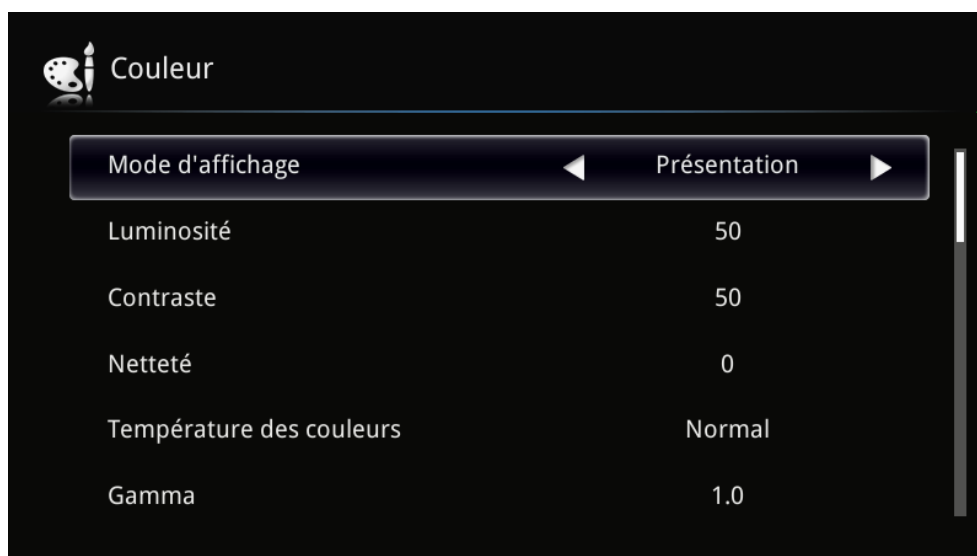 Couleur
Mode d'affichage Présentation
Luminosité 50
Contraste 50
Netteté 0
Température des couleurs Normal
Gamma 1.0